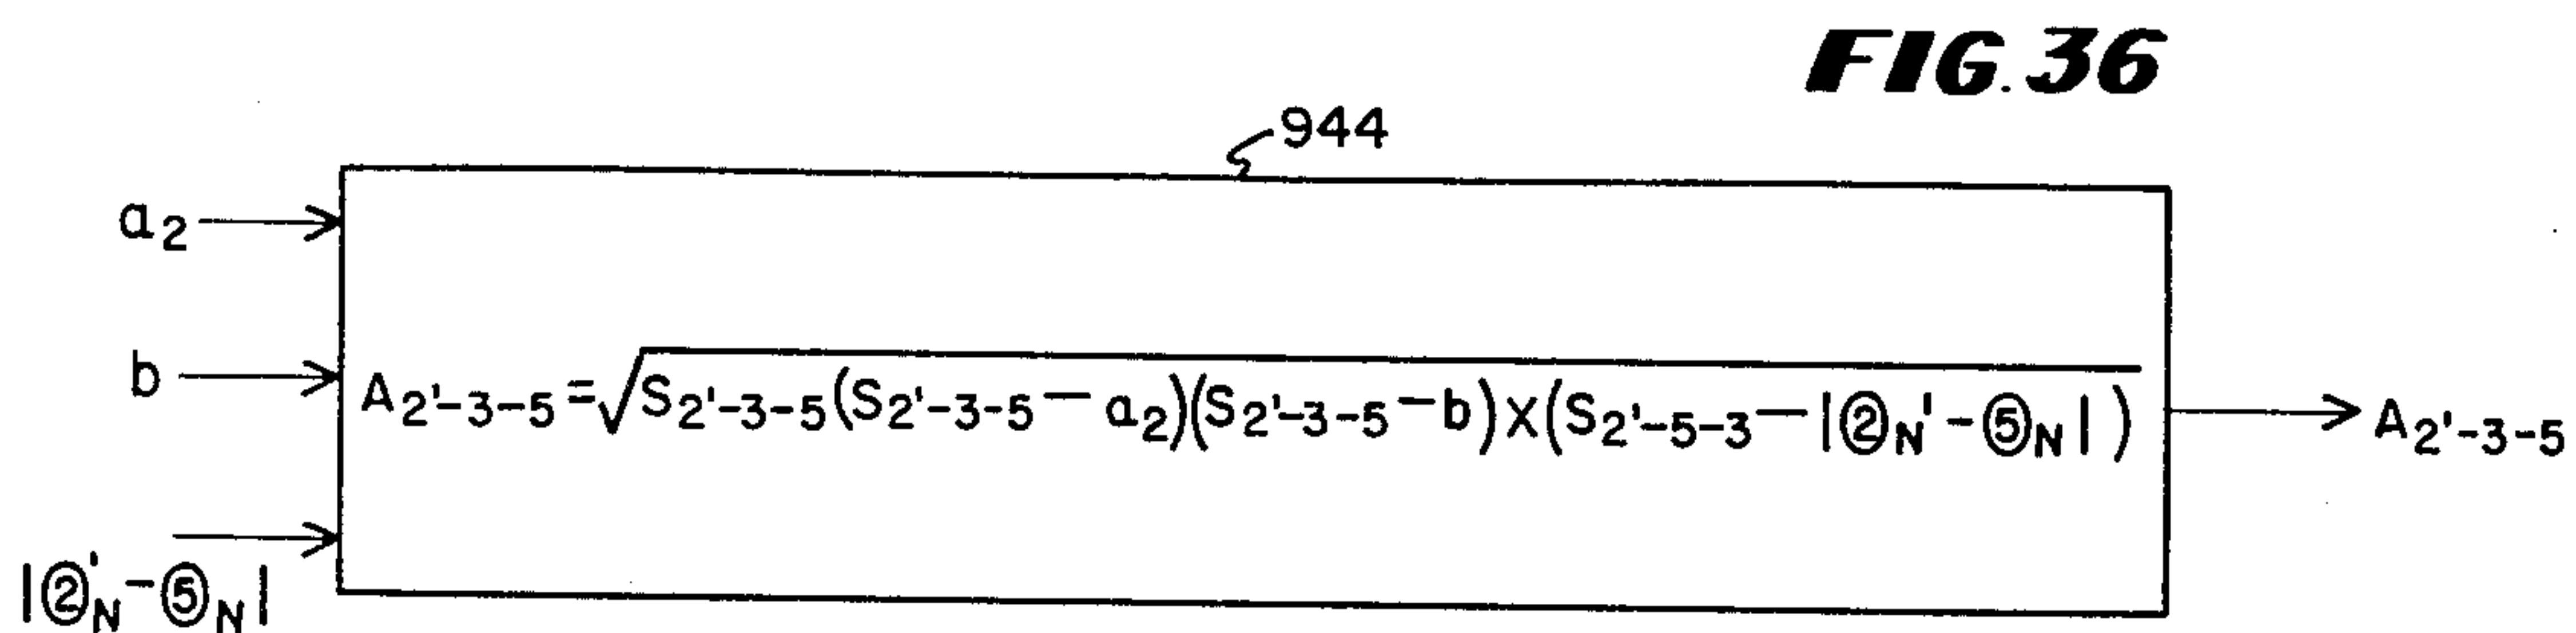 FIG. 36
944
a₂
b
|②'N-⑤N|
A₂'-₃-₅=√S₂'-₃-₅(S₂'-₃-₅-a₂)(S₂'-₃-₅-b)X(S₂'-₅-₃-|②N'-⑤N|)
A₂'-₃-₅